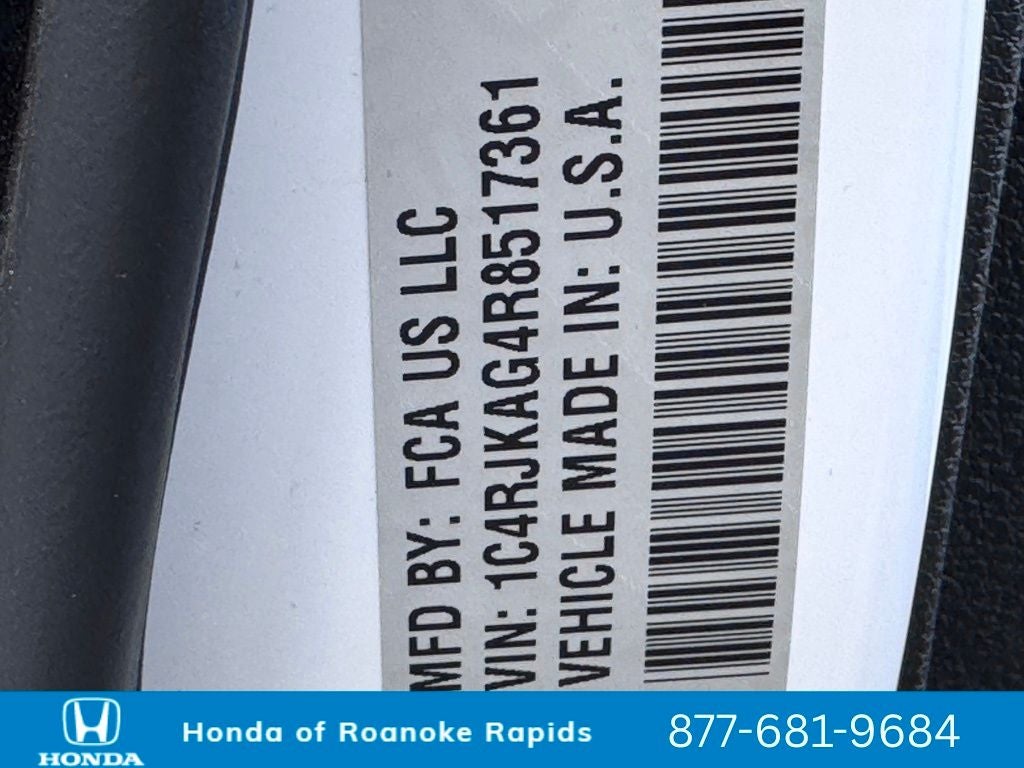 MFD BY: FCA US LLC
VIN: 1C4RJKAG4R8517361
VEHICLE MADE IN: U.S.A.
HONDA
Honda of Roanoke Rapids
877-681-9684